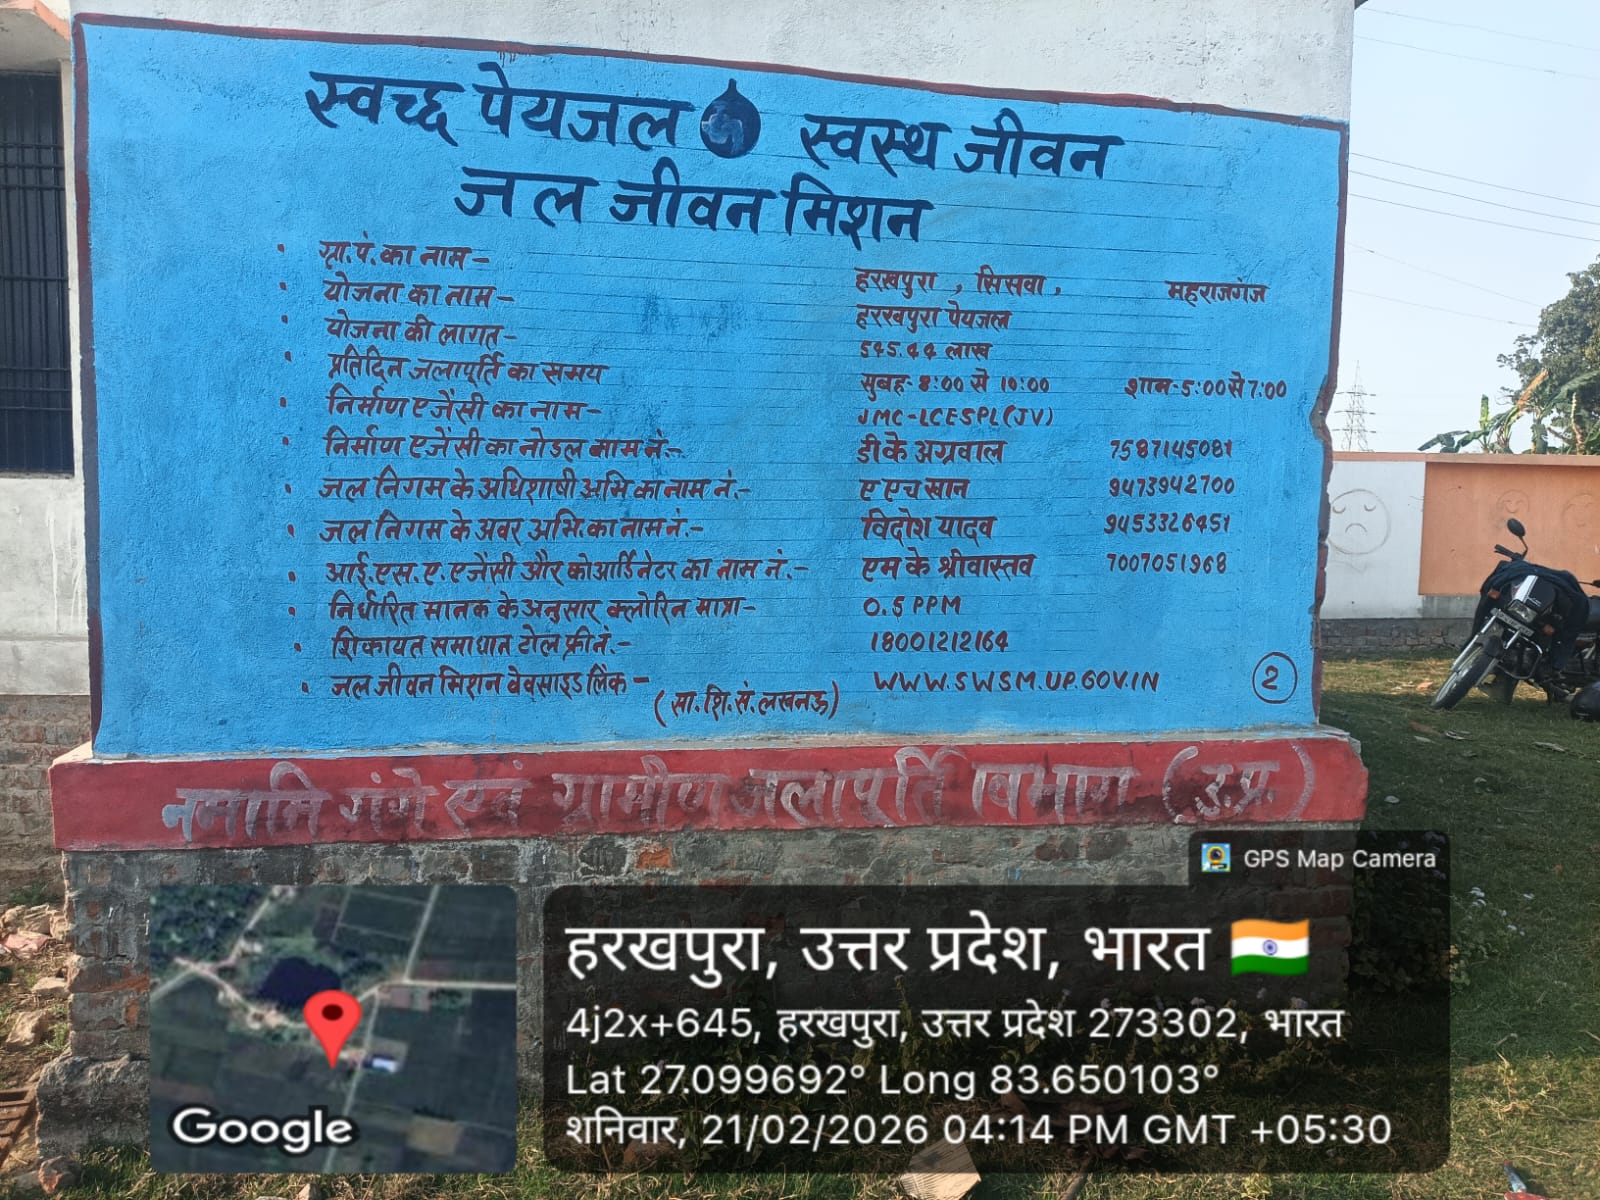 स्वच्छ पेयजल स्वस्थ जीवन
जल जीवन मिशन
• ग्रा.पं. का नाम – हरखपुरा , सिसवा , महराजगंज
• योजना का नाम – हरखपुरा पेयजल
• योजना की लागत – 545.44 लाख
• प्रतिदिन जलापूर्ति का समय सुबह- 8:00 से 10:00 शाम-5:00 से 7:00
• निर्माण एजेंसी का नाम – JMC-LCESPL(JV)
• निर्माण एजेंसी का नोडल नाम नं.- डीके अग्रवाल 7587145081
• जल निगम के अधिशाषी अभि.का नाम नं.- ए एच खान 9473942700
• जल निगम के अवर अभि.का नाम नं.- विदोश यादव 9453326451
• आई.एस.ए. एजेंसी और कोआर्डिनेटर का नाम नं.- एम के श्रीवास्तव 7007051968
• निर्धारित मानक के अनुसार क्लोरिन मात्रा- 0.5 PPM
• शिकायत समाधान टोल फ्री नं.- 18001212164
• जल जीवन मिशन वेबसाइड लिंक - WWW.SWSM.UP.GOV.IN
(सा.शि.सं.लखनऊ)
2
नमामि गंगे एवं ग्रामीण जलापूर्ति विभाग (उ.प्र.)
GPS Map Camera
हरखपुरा, उत्तर प्रदेश, भारत
4j2x+645, हरखपुरा, उत्तर प्रदेश 273302, भारत
Lat 27.099692° Long 83.650103°
शनिवार, 21/02/2026 04:14 PM GMT +05:30
Google